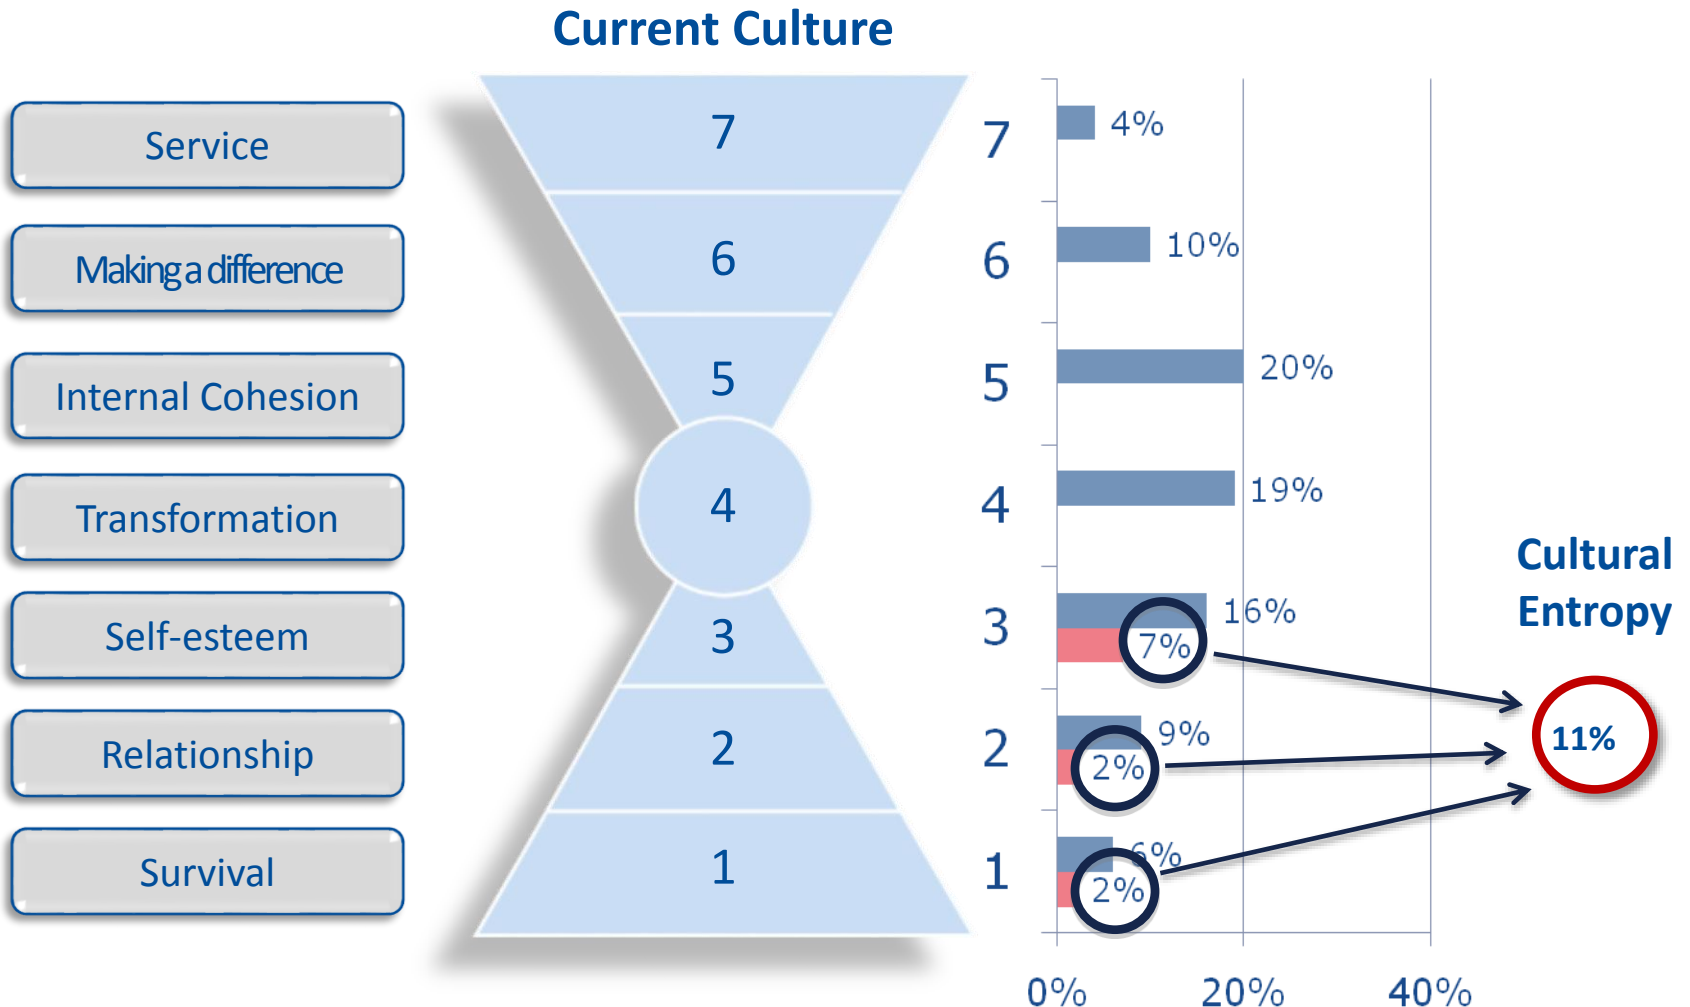 Current Culture
Service
7
7
4%
Making a difference
6
6
10%
Internal Cohesion
5
5
20%
Transformation
4
4
19%
Cultural
Entropy
Self-esteem
3
3
16%
7%
Relationship
2
2
9%
2%
11%
Survival
1
1
6%
2%
0%
20%
40%